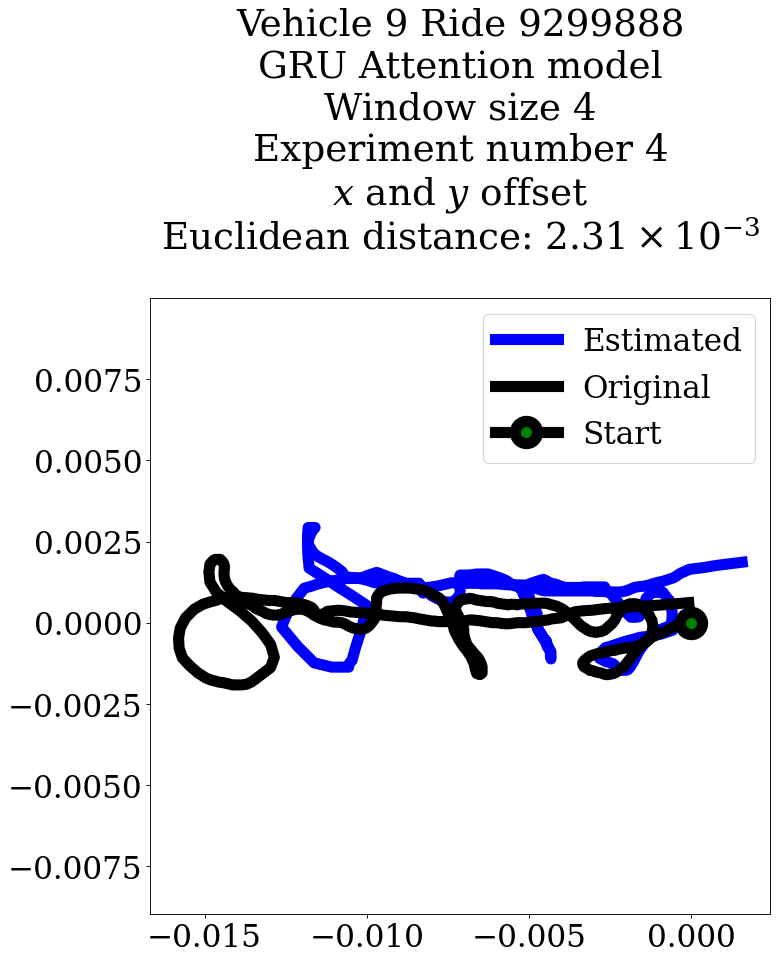 Vehicle 9 Ride 9299888
GRU Attention model
Window size 4
Experiment number 4
x and y offset
Euclidean distance: 2.31 × 10⁻³
Estimated
Original
Start
0.0075
0.0050
0.0025
0.0000
−0.0025
−0.0050
−0.0075
−0.015
−0.010
−0.005
0.000